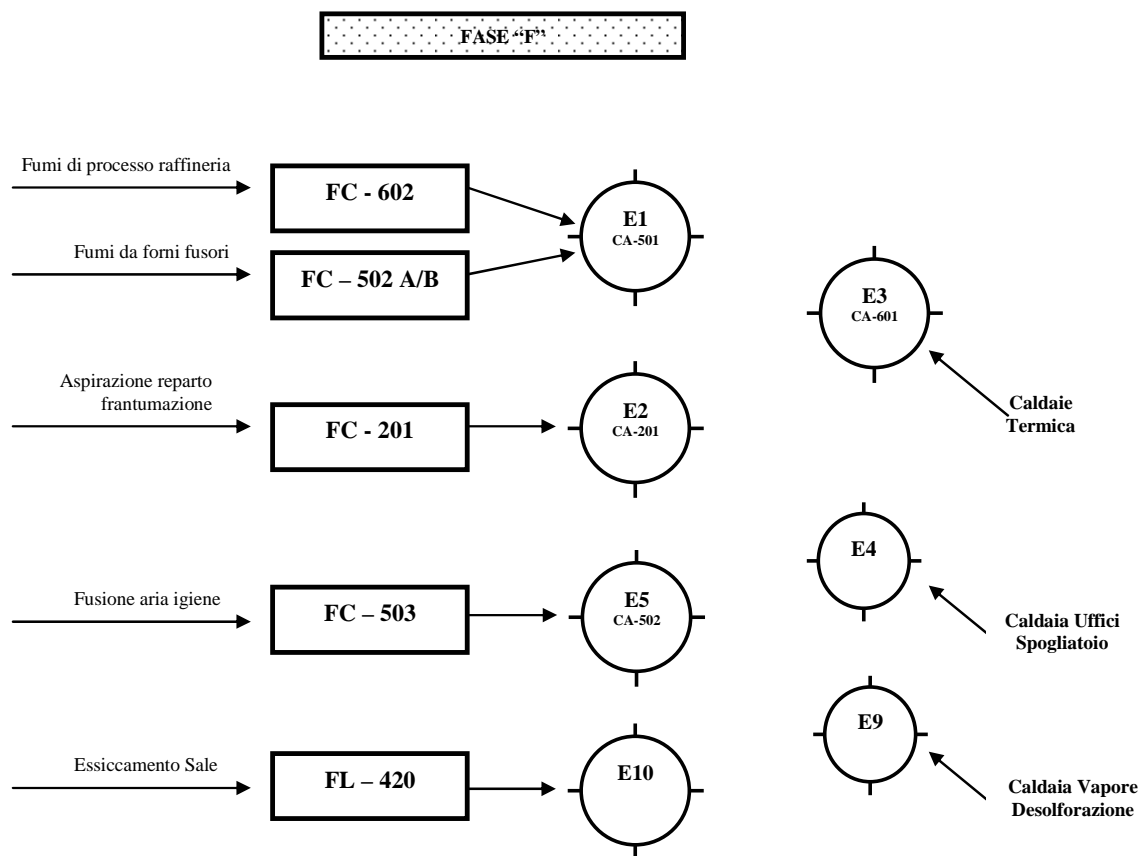 FASE “F”
Fumi di processo raffineria
FC - 602
E1
CA-501
Fumi da forni fusori
FC – 502 A/B
E3
CA-601
Aspirazione reparto
frantumazione
FC - 201
E2
CA-201
Caldaie
Termica
E4
Fusione aria igiene
FC – 503
E5
CA-502
Caldaia Uffici
Spogliatoio
E9
Essiccamento Sale
FL – 420
E10
Caldaia Vapore
Desolforazione